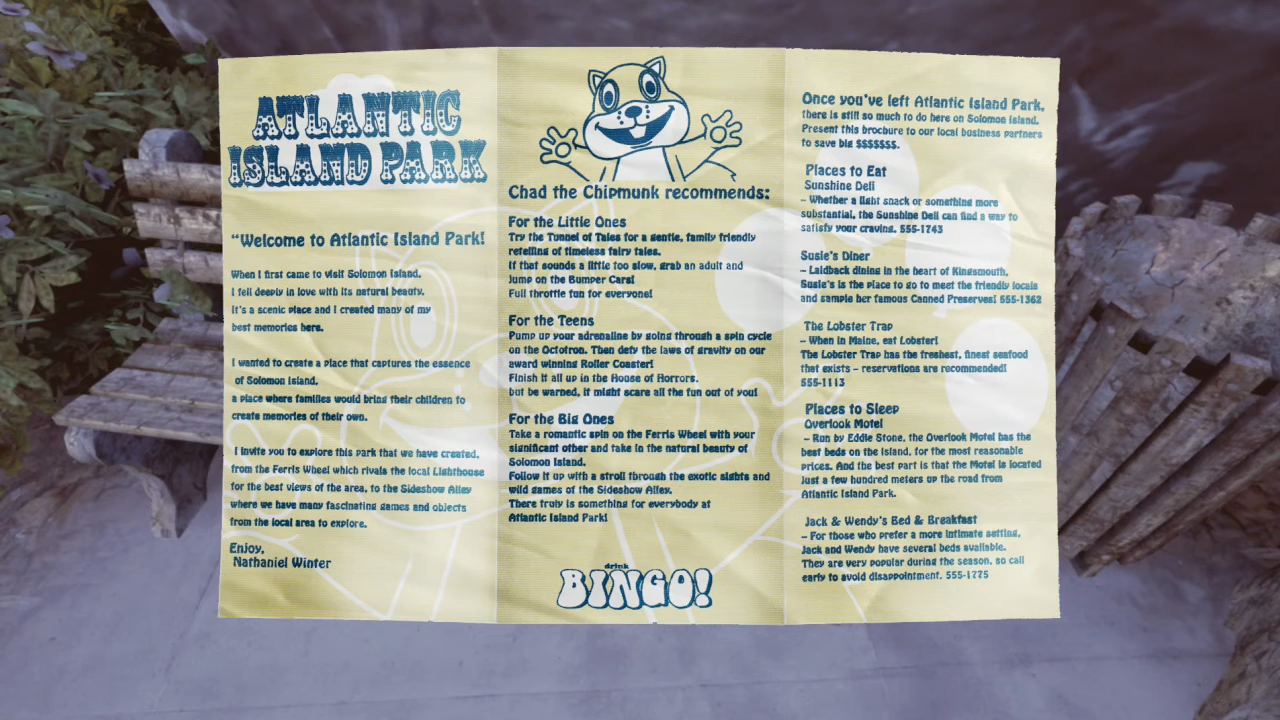 ATLANTIC
ISLAND PARK
"Welcome to Atlantic Island Park!
When I first came to visit Solomon Island.
I fell deeply in love with its natural beauty.
It's a scenic place and I created many of my
best memories here.
I wanted to create a place that captures the essence
of Solomon Island,
a place where families would bring their children to
create memories of their own.
I invite you to explore this park that we have created,
from the Ferris Wheel which rivals the local Lighthouse
for the best views of the area, to the Sideshow Alley
where we have many fascinating games and objects
from the local area to explore.
Enjoy,
Nathaniel Winter
Chad the Chipmunk recommends:
For the Little Ones
Try the Tunnel of Tales for a gentle, family friendly
retelling of timeless fairy tales.
If that sounds a little too slow, grab an adult and
jump on the Bumper Cars!
Full throttle fun for everyone!
For the Teens
Pump up your adrenaline by going through a spin cycle
on the Octotron. Then defy the laws of gravity on our
award winning Roller Coaster!
Finish it all up in the House of Horrors.
but be warned, it might scare all the fun out of you!
For the Big Ones
Take a romantic spin on the Ferris Wheel with your
significant other and take in the natural beauty of
Solomon Island.
Follow it up with a stroll through the exotic sights and
wild games of the Sideshow Alley.
There truly is something for everybody at
Atlantic Island Park!
drink
BINGO!
Once you've left Atlantic Island Park,
there is still so much to do here on Solomon Island.
Present this brochure to our local business partners
to save big $$$$$$$.
Places to Eat
Sunshine Deli
– Whether a light snack or something more
substantial, the Sunshine Deli can find a way to
satisfy your craving. 555-1743
Susie's Diner
– Laidback dining in the heart of Kingsmouth,
Susie's is the place to go to meet the friendly locals
and sample her famous Canned Preserves! 555-1362
The Lobster Trap
– When in Maine, eat Lobster!
The Lobster Trap has the freshest, finest seafood
that exists – reservations are recommended!
555-1113
Places to Sleep
Overlook Motel
– Run by Eddie Stone, the Overlook Motel has the
best beds on the island, for the most reasonable
prices. And the best part is that the Motel is located
just a few hundred meters up the road from
Atlantic Island Park.
Jack & Wendy's Bed & Breakfast
– For those who prefer a more intimate setting,
Jack and Wendy have several beds available.
They are very popular during the season, so call
early to avoid disappointment. 555-1775